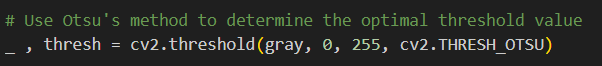 # Use Otsu's method to determine the optimal threshold value
_ , thresh = cv2.threshold(gray, 0, 255, cv2.THRESH_OTSU)